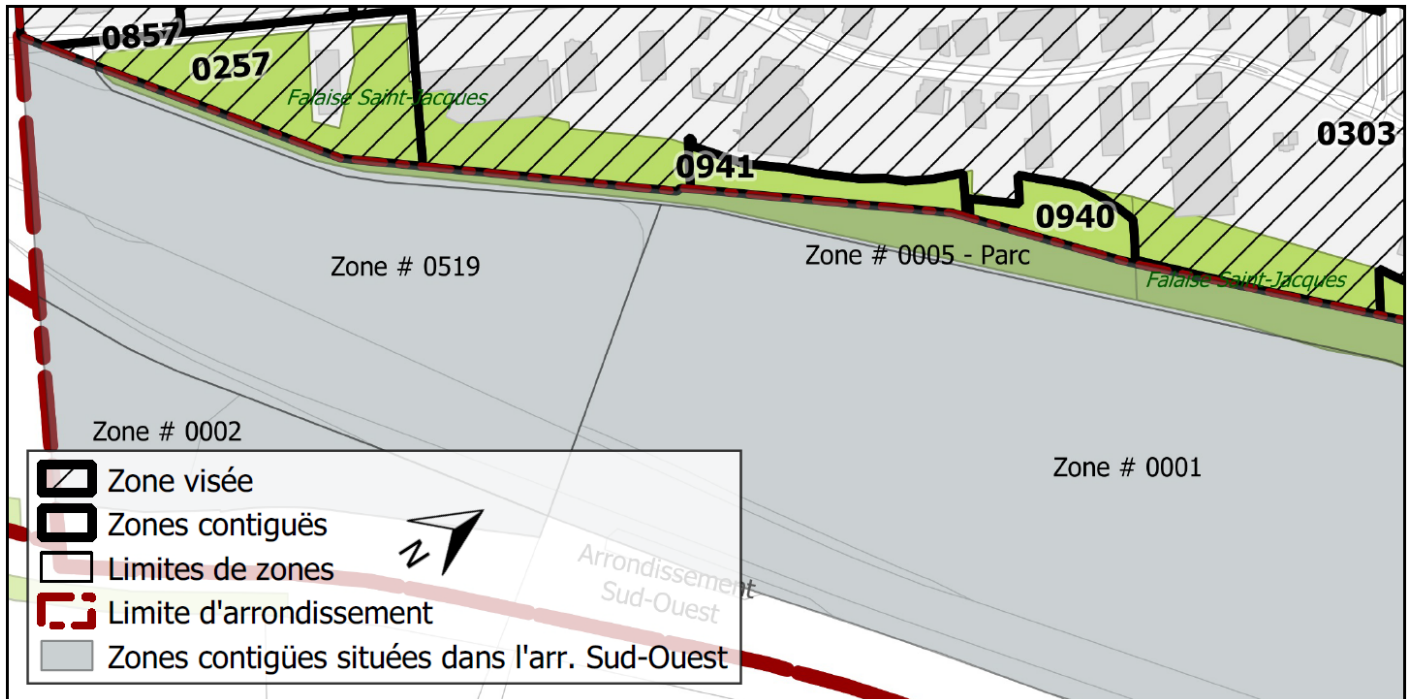 0857
0257
Falaise Saint-Jacques
0941
0303
0940
Zone # 0519
Zone # 0005 - Parc
Falaise Saint-Jacques
Zone # 0002
Zone # 0001
Zone visée
Zones contiguës
Limites de zones
Limite d'arrondissement
Zones contigües situées dans l'arr. Sud-Ouest
N
Arrondissement
Sud-Ouest